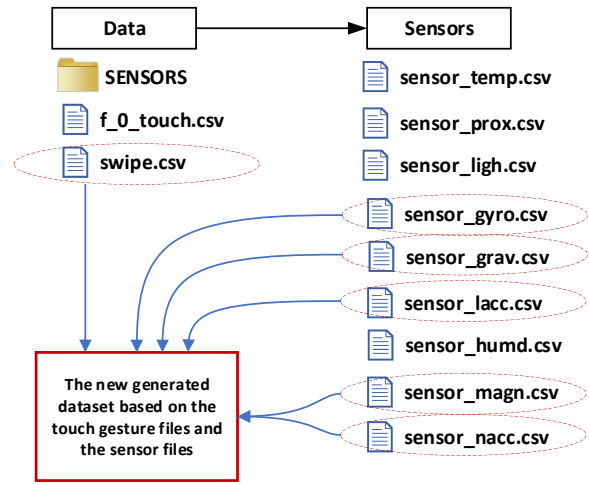 Data
Sensors
SENSORS
f_0_touch.csv
swipe.csv
sensor_temp.csv
sensor_prox.csv
sensor_ligh.csv
sensor_gyro.csv
sensor_grav.csv
sensor_lacc.csv
sensor_humd.csv
sensor_magn.csv
sensor_nacc.csv
The new generated
dataset based on the
touch gesture files and
the sensor files